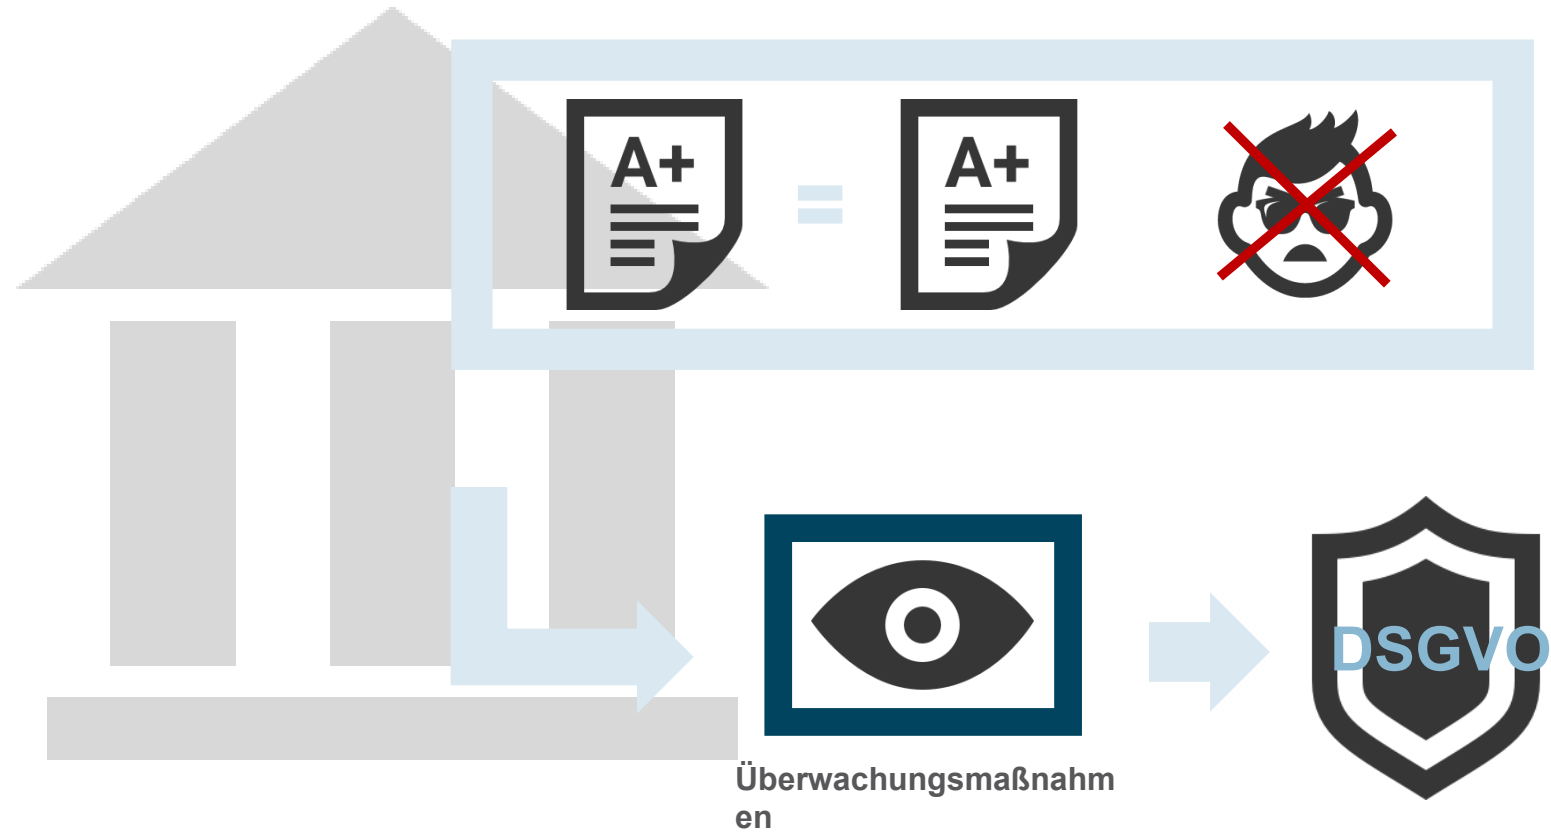 A+
=
A+
DSGVO
Überwachungsmaßnahm
en